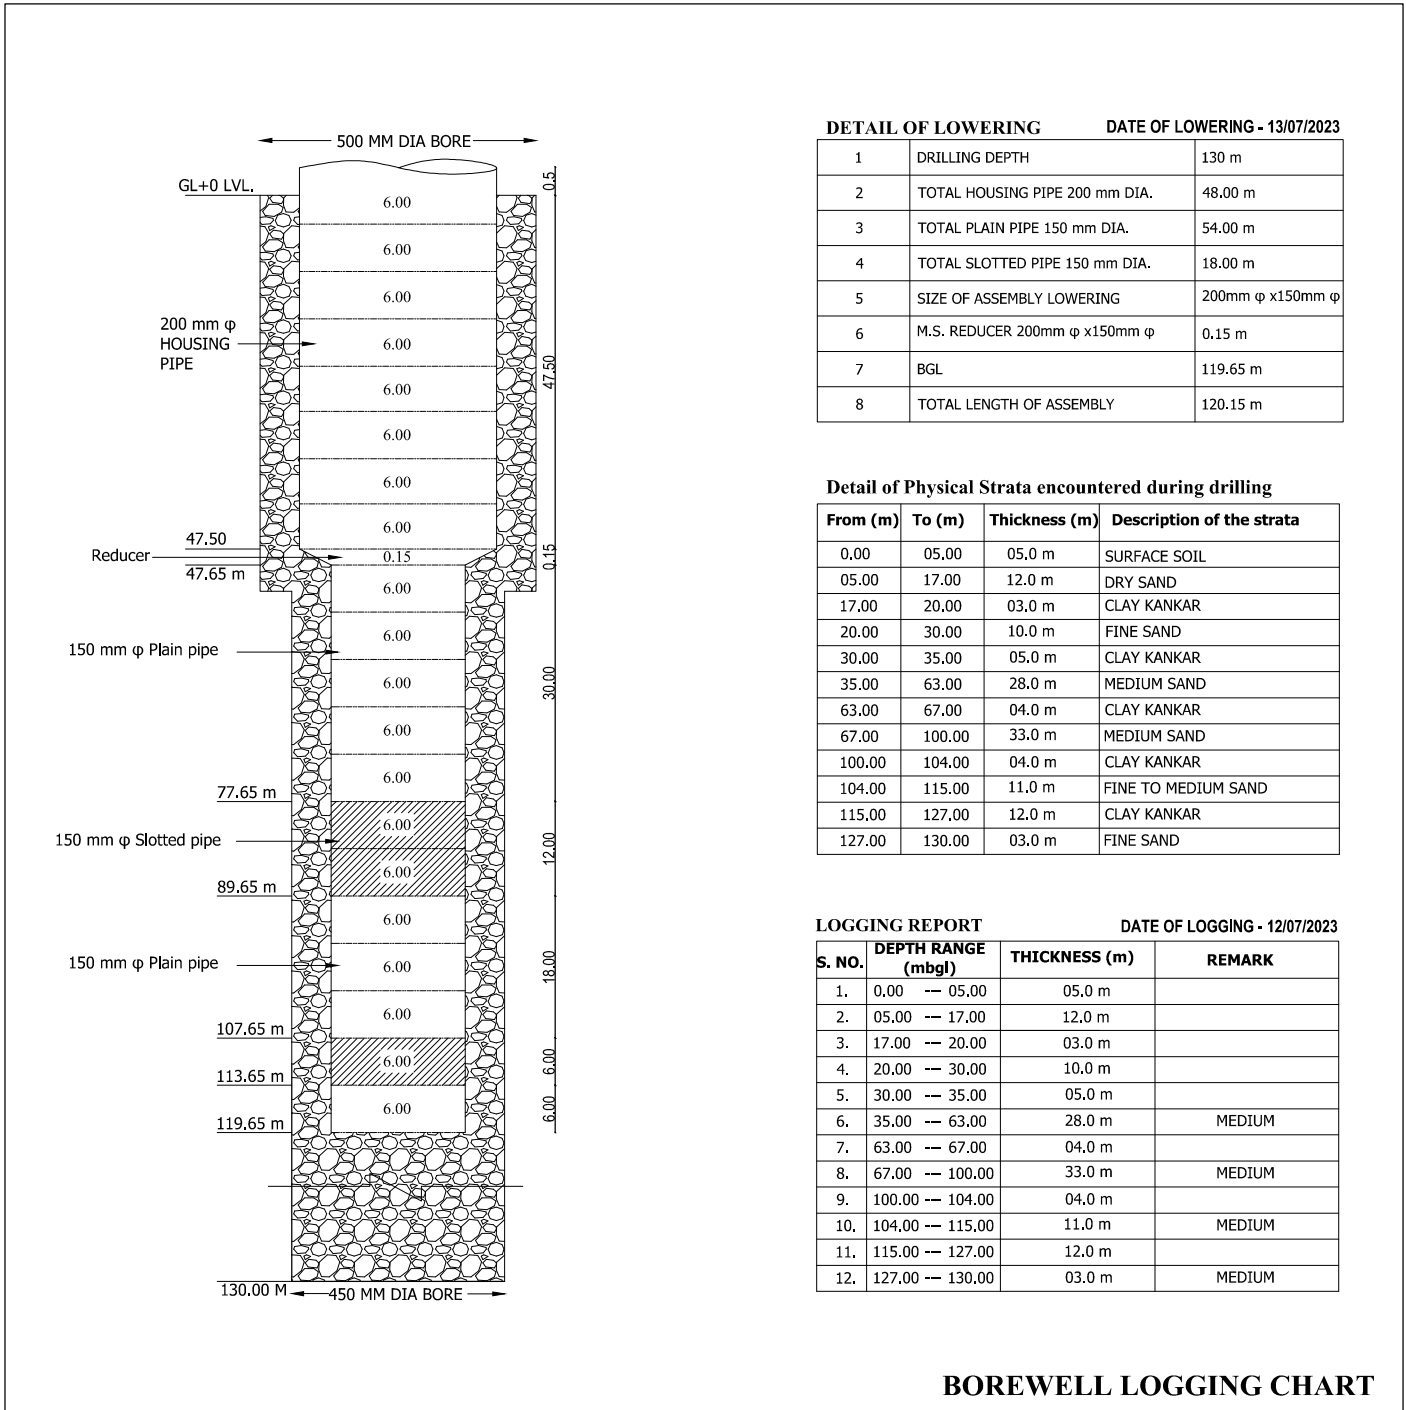 500 MM DIA BORE
GL+0 LVL.
0.5
6.00
6.00
6.00
200 mm φ
HOUSING
PIPE
6.00
47.50
6.00
6.00
6.00
6.00
47.50
Reducer
0.15
0.15
47.65 m
6.00
150 mm φ Plain pipe
6.00
6.00
30.00
6.00
6.00
77.65 m
6.00
150 mm φ Slotted pipe
12.00
6.00
89.65 m
6.00
150 mm φ Plain pipe
6.00
18.00
6.00
107.65 m
6.00
6.00
113.65 m
6.00
6.00
119.65 m
130.00 M
450 MM DIA BORE
DETAIL OF LOWERING DATE OF LOWERING - 13/07/2023
1 DRILLING DEPTH 130 m
2 TOTAL HOUSING PIPE 200 mm DIA. 48.00 m
3 TOTAL PLAIN PIPE 150 mm DIA. 54.00 m
4 TOTAL SLOTTED PIPE 150 mm DIA. 18.00 m
5 SIZE OF ASSEMBLY LOWERING 200mm φ x150mm φ
6 M.S. REDUCER 200mm φ x150mm φ 0.15 m
7 BGL 119.65 m
8 TOTAL LENGTH OF ASSEMBLY 120.15 m
Detail of Physical Strata encountered during drilling
From (m) To (m) Thickness (m) Description of the strata
0.00 05.00 05.0 m SURFACE SOIL
05.00 17.00 12.0 m DRY SAND
17.00 20.00 03.0 m CLAY KANKAR
20.00 30.00 10.0 m FINE SAND
30.00 35.00 05.0 m CLAY KANKAR
35.00 63.00 28.0 m MEDIUM SAND
63.00 67.00 04.0 m CLAY KANKAR
67.00 100.00 33.0 m MEDIUM SAND
100.00 104.00 04.0 m CLAY KANKAR
104.00 115.00 11.0 m FINE TO MEDIUM SAND
115.00 127.00 12.0 m CLAY KANKAR
127.00 130.00 03.0 m FINE SAND
LOGGING REPORT DATE OF LOGGING - 12/07/2023
S. NO. DEPTH RANGE (mbgl) THICKNESS (m) REMARK
1. 0.00 --- 05.00 05.0 m
2. 05.00 --- 17.00 12.0 m
3. 17.00 --- 20.00 03.0 m
4. 20.00 --- 30.00 10.0 m
5. 30.00 --- 35.00 05.0 m
6. 35.00 --- 63.00 28.0 m MEDIUM
7. 63.00 --- 67.00 04.0 m
8. 67.00 --- 100.00 33.0 m MEDIUM
9. 100.00 --- 104.00 04.0 m
10. 104.00 --- 115.00 11.0 m MEDIUM
11. 115.00 --- 127.00 12.0 m
12. 127.00 --- 130.00 03.0 m MEDIUM
BOREWELL LOGGING CHART